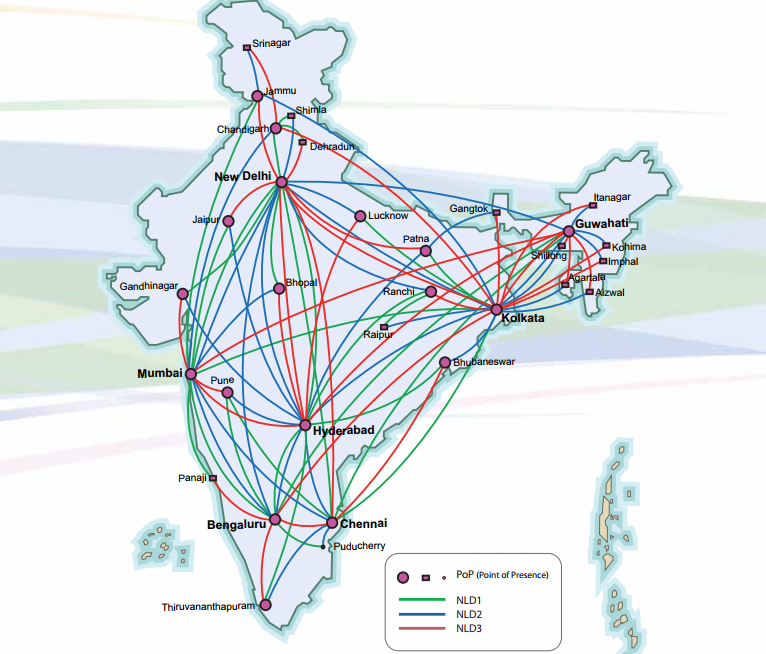 Srinagar
Jammu
Shimla
Chandigarh
Dehradun
New Delhi
Itanagar
Gangtok
Jaipur
Lucknow
Guwahati
Patna
Kohima
Shillong
Imphal
Agartala
Gandhinagar
Bhopal
Ranchi
Aizwal
Kolkata
Raipur
Bhubaneswar
Mumbai
Pune
Hyderabad
Panaji
Bengaluru
Chennai
Puducherry
PoP (Point of Presence)
NLD1
Thiruvananthapuram
NLD2
NLD3